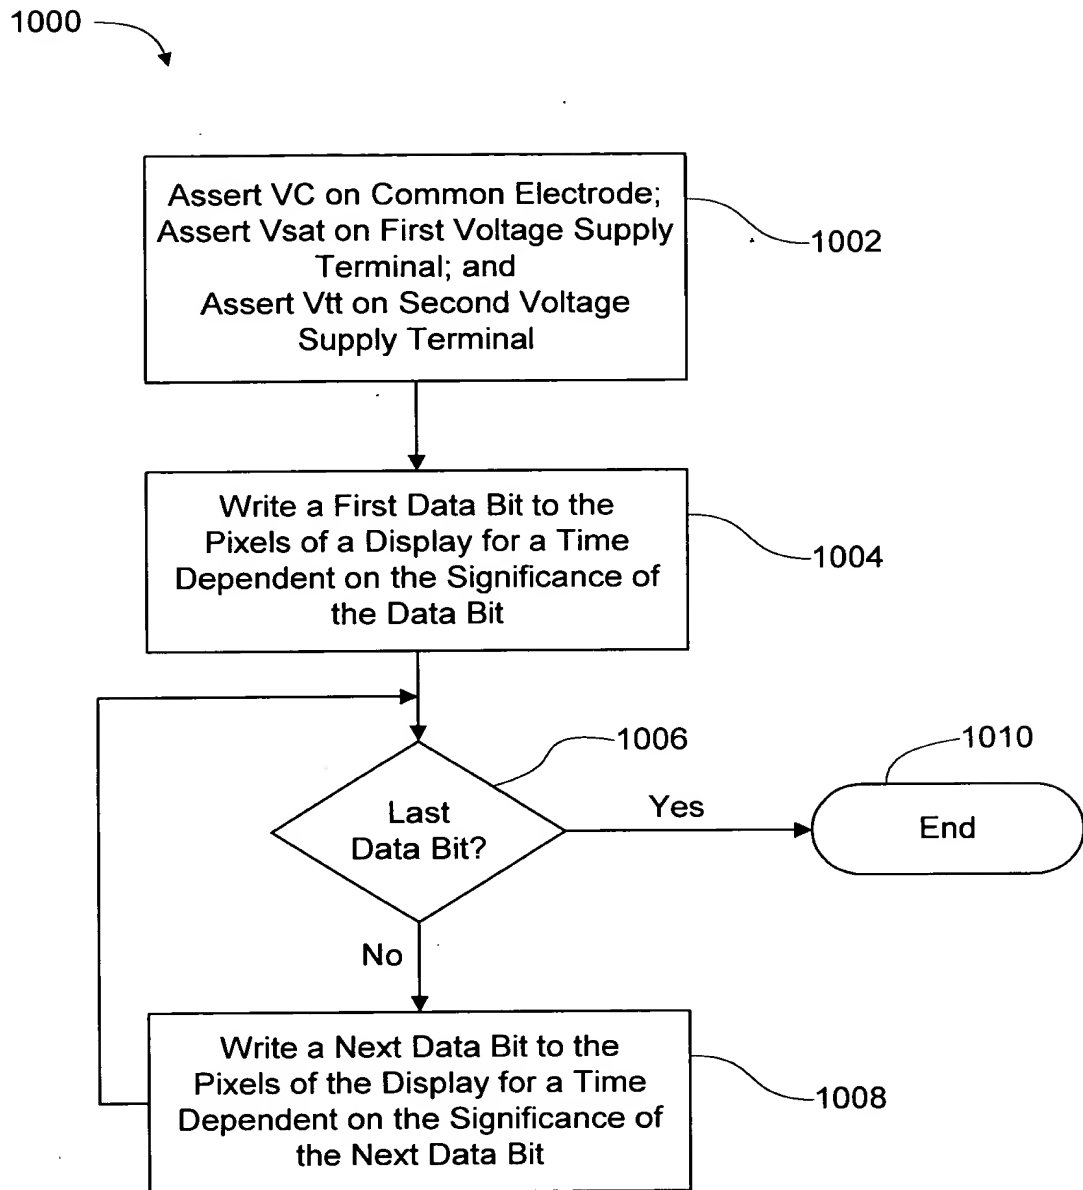 1000
Assert VC on Common Electrode;
Assert Vsat on First Voltage Supply
Terminal; and
Assert Vtt on Second Voltage
Supply Terminal
1002
Write a First Data Bit to the
Pixels of a Display for a Time
Dependent on the Significance of
the Data Bit
1004
Last
Data Bit?
1006
Yes
End
1010
No
Write a Next Data Bit to the
Pixels of the Display for a Time
Dependent on the Significance of
the Next Data Bit
1008